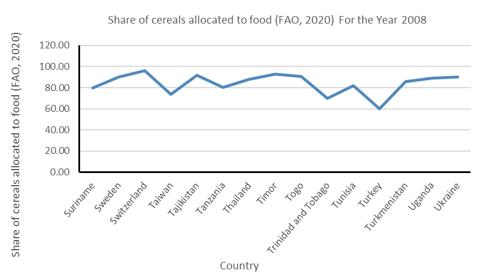 Share of cereals allocated to food (FAO, 2020) For the Year 2008
Share of cereals allocated to food (FAO, 2020)
120.00
100.00
80.00
60.00
40.00
20.00
0.00
Suriname
Sweden
Switzerland
Taiwan
Tajikistan
Tanzania
Thailand
Timor
Togo
Trinidad and Tobago
Tunisia
Turkey
Turkmenistan
Uganda
Ukraine
Country